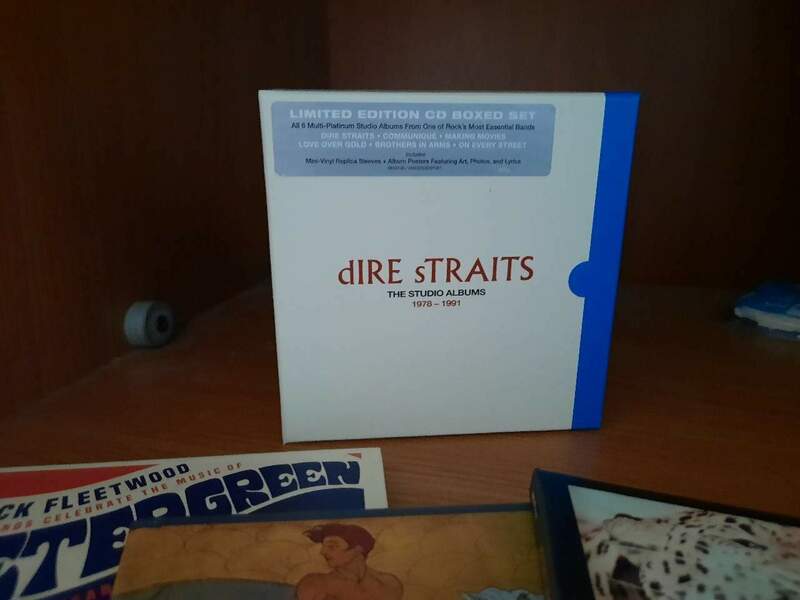 LIMITED EDITION CD BOXED SET
All 6 Multi-Platinum Studio Albums From One of Rock's Most Essential Bands
DIRE STRAITS • COMMUNIQUE • MAKING MOVIES
LOVE OVER GOLD • BROTHERS IN ARMS • ON EVERY STREET
Includes
Mini-Vinyl Replica Sleeves • Album Posters Featuring Art, Photos, and Lyrics
dIRE sTRAITS
THE STUDIO ALBUMS
1978 – 1991
CK FLEETWOOD
CELEBRATE THE MUSIC OF
ETER GREEN